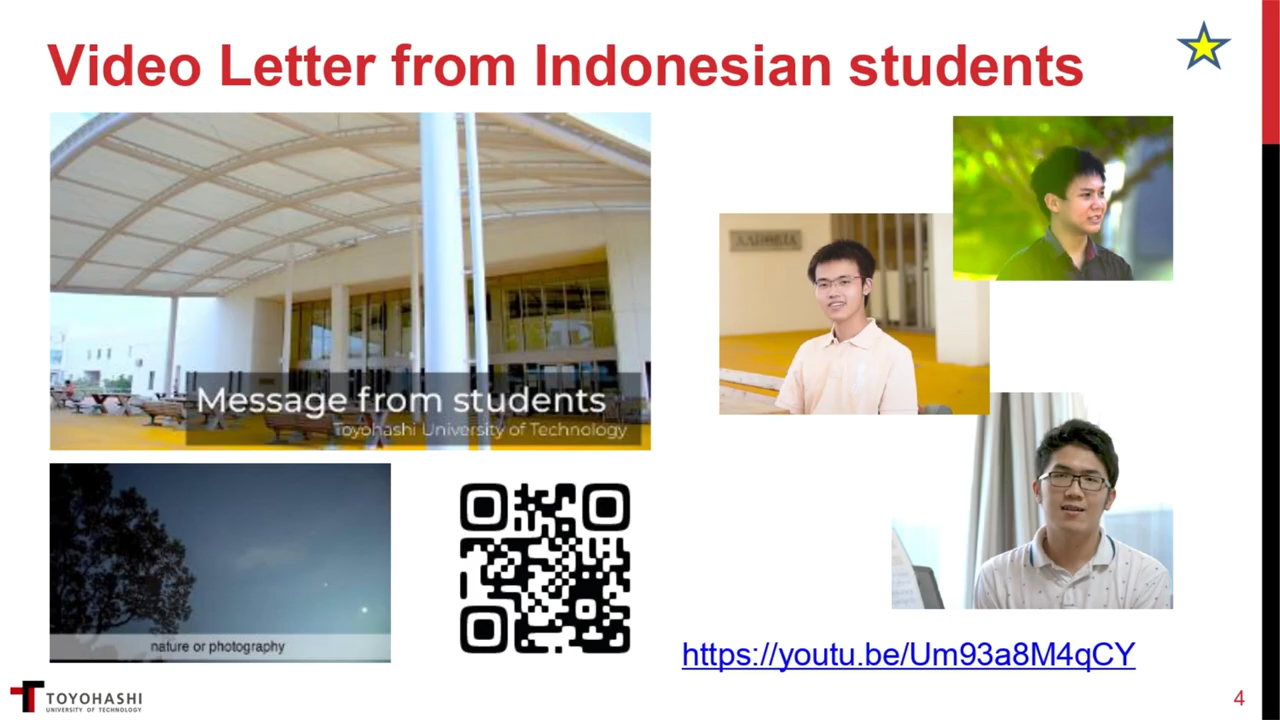 Video Letter from Indonesian students
Message from students
Toyohashi University of Technology
nature or photography
https://youtu.be/Um93a8M4qCY
TOYOHASHI
UNIVERSITY OF TECHNOLOGY
4